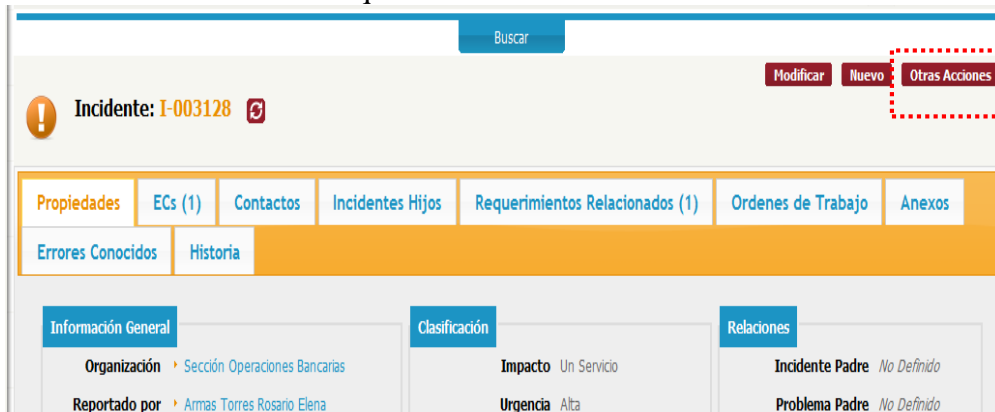 Buscar
Modificar Nuevo Otras Acciones
Incidente: I-003128
Propiedades ECs (1) Contactos Incidentes Hijos Requerimientos Relacionados (1) Ordenes de Trabajo Anexos
Errores Conocidos Historia
Información General Clasificación Relaciones
Organización Sección Operaciones Bancarias Impacto Un Servicio Incidente Padre No Definido
Reportado por Armas Torres Rosario Elena Urgencia Alta Problema Padre No Definido